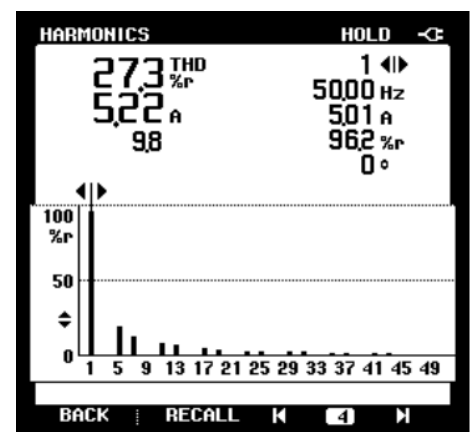 HARMONICS HOLD
27,3 THD %r 1
5,22 A 50,00 Hz
9,8 5,01 A
96,2 %r
0 °
100
%r
50
0
1 5 9 13 17 21 25 29 33 37 41 45 49
BACK RECALL 4